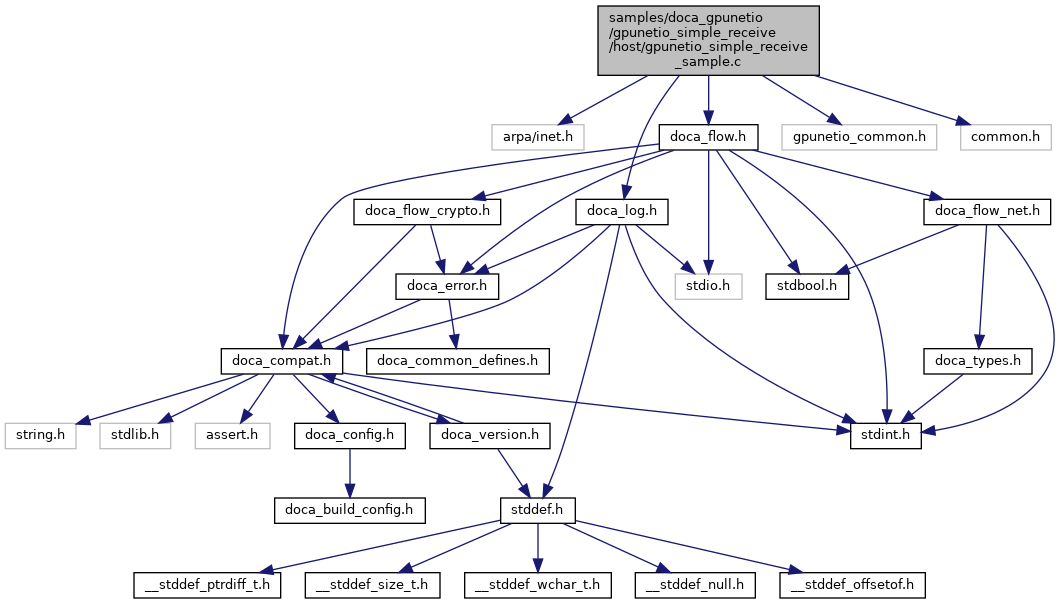 samples/doca_gpunetio
/gpunetio_simple_receive
/host/gpunetio_simple_receive
_sample.c
arpa/inet.h
doca_flow.h
gpunetio_common.h
common.h
doca_flow_crypto.h
doca_log.h
doca_flow_net.h
doca_error.h
stdio.h
stdbool.h
doca_compat.h
doca_common_defines.h
doca_types.h
string.h
stdlib.h
assert.h
doca_config.h
doca_version.h
stdint.h
doca_build_config.h
stddef.h
__stddef_ptrdiff_t.h
__stddef_size_t.h
__stddef_wchar_t.h
__stddef_null.h
__stddef_offsetof.h